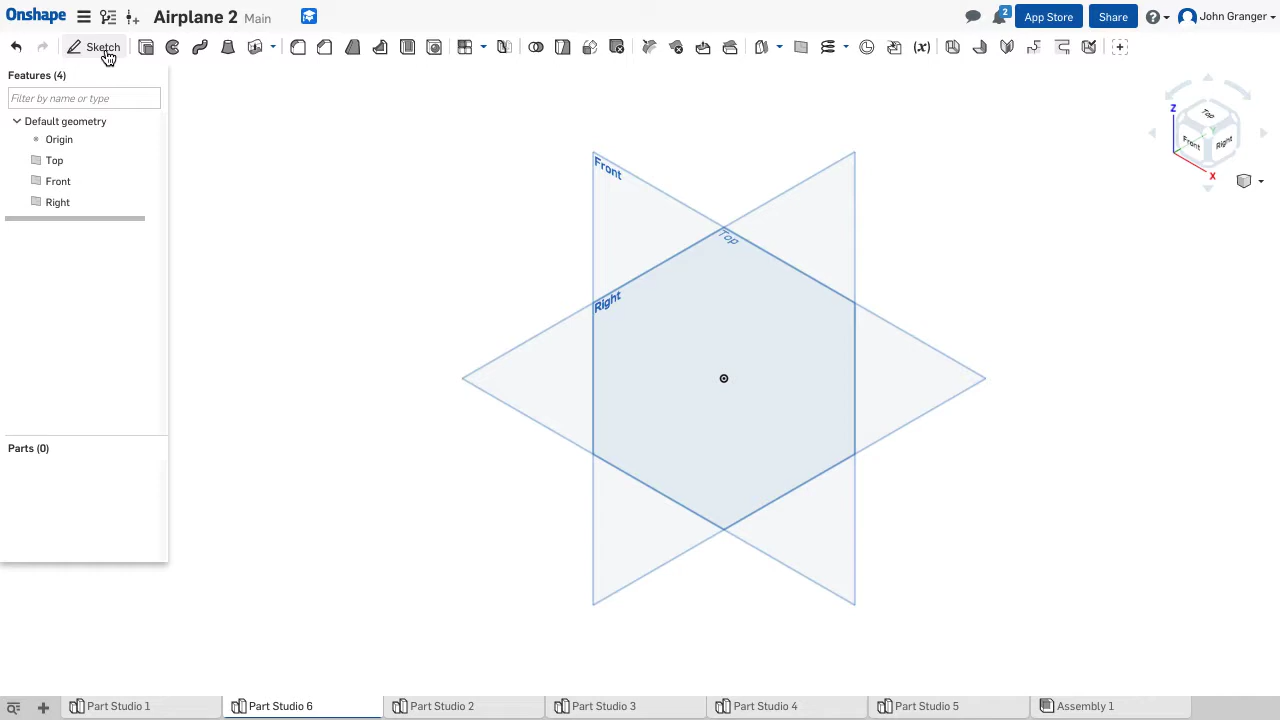 Onshape Airplane 2 Main 2 App Store Share John Granger
Sketch (x)
Features (4)
Filter by name or type
Default geometry
Origin
Top
Front
Right
Parts (0)
Front
Top
Right
Z
Top
Front
Right
X
Part Studio 1 Part Studio 6 Part Studio 2 Part Studio 3 Part Studio 4 Part Studio 5 Assembly 1